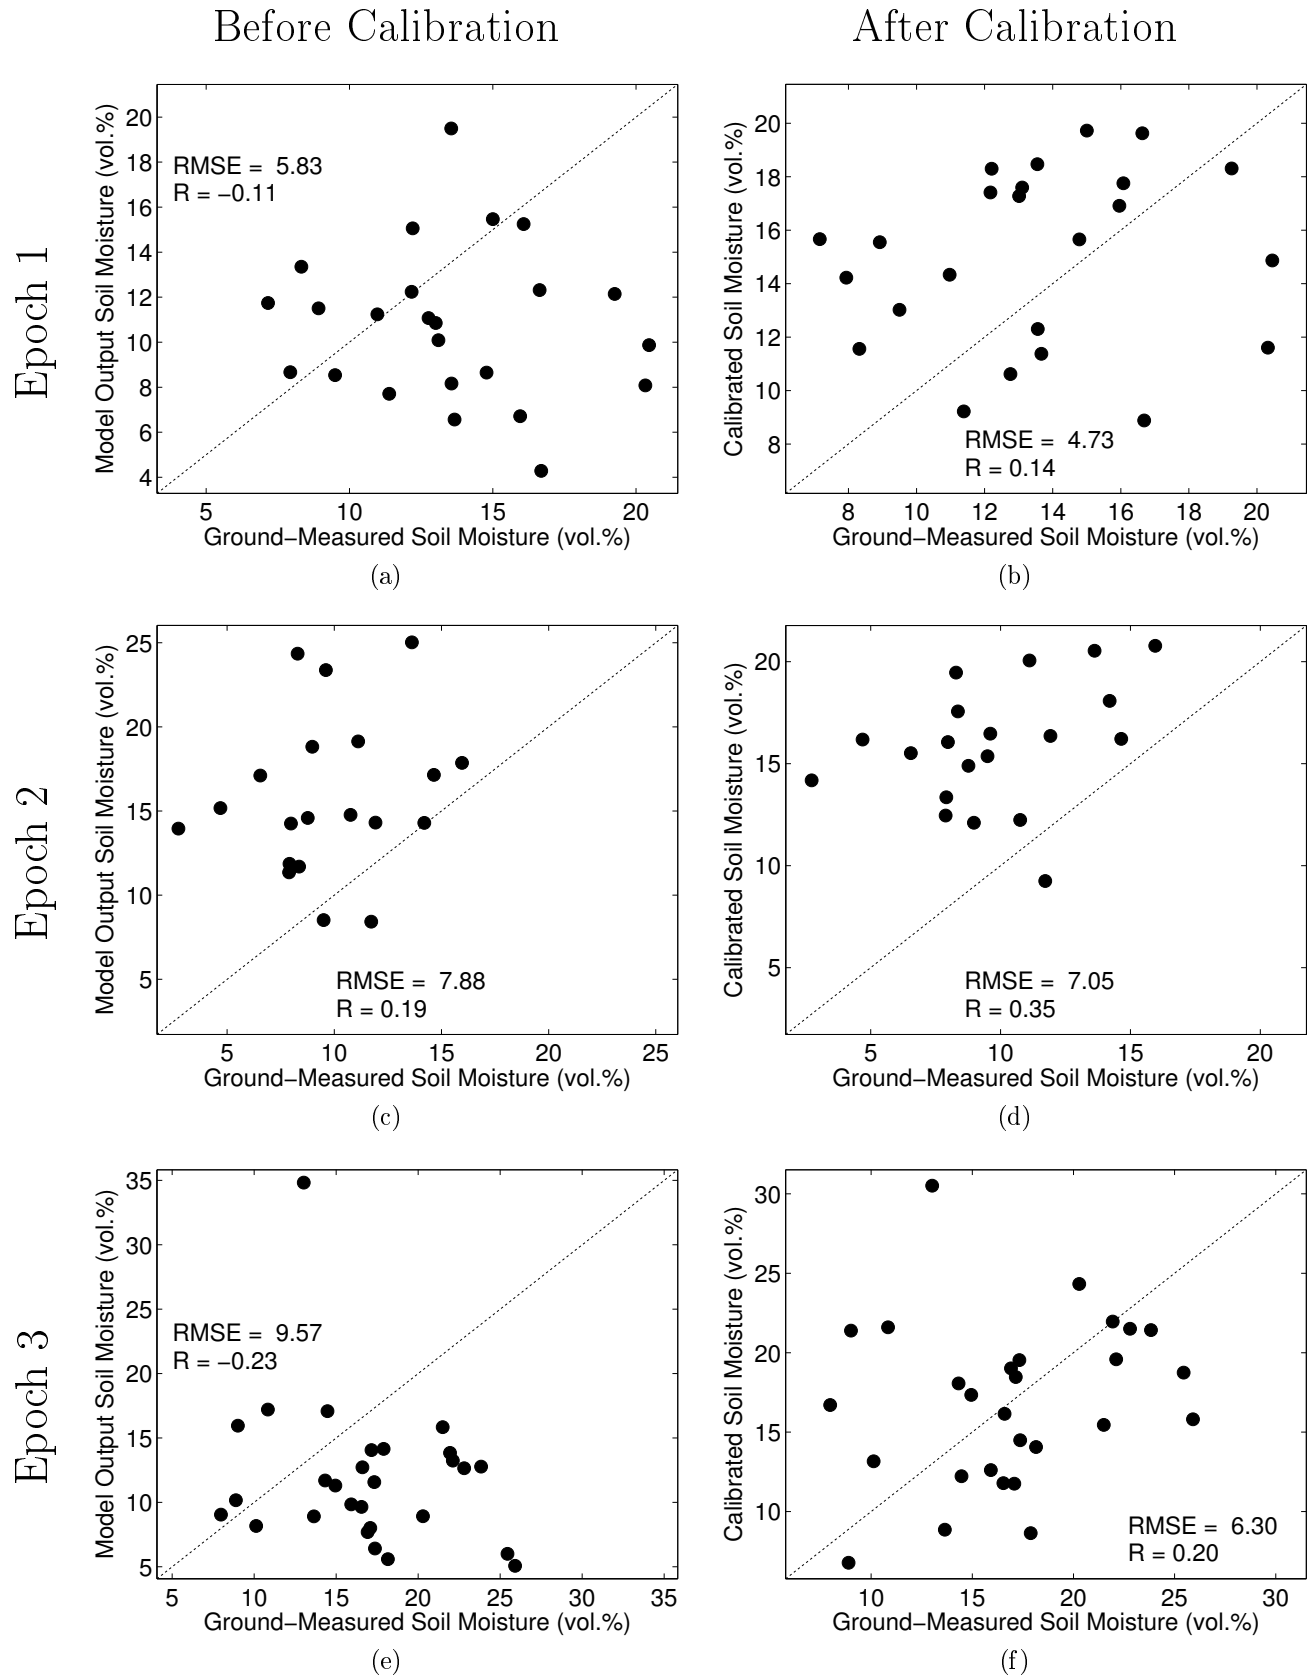 Before Calibration
After Calibration
Epoch 1
Model Output Soil Moisture (vol.%)
20
18
16
14
12
10
8
6
4
RMSE = 5.83
R = −0.11
5 10 15 20
Ground−Measured Soil Moisture (vol.%)
(a)
Calibrated Soil Moisture (vol.%)
20
18
16
14
12
10
8
RMSE = 4.73
R = 0.14
8 10 12 14 16 18 20
Ground−Measured Soil Moisture (vol.%)
(b)
Epoch 2
Model Output Soil Moisture (vol.%)
25
20
15
10
5
RMSE = 7.88
R = 0.19
5 10 15 20 25
Ground−Measured Soil Moisture (vol.%)
(c)
Calibrated Soil Moisture (vol.%)
20
15
10
5
RMSE = 7.05
R = 0.35
5 10 15 20
Ground−Measured Soil Moisture (vol.%)
(d)
Epoch 3
Model Output Soil Moisture (vol.%)
35
30
25
20
15
10
5
RMSE = 9.57
R = −0.23
5 10 15 20 25 30 35
Ground−Measured Soil Moisture (vol.%)
(e)
Calibrated Soil Moisture (vol.%)
30
25
20
15
10
RMSE = 6.30
R = 0.20
10 15 20 25 30
Ground−Measured Soil Moisture (vol.%)
(f)